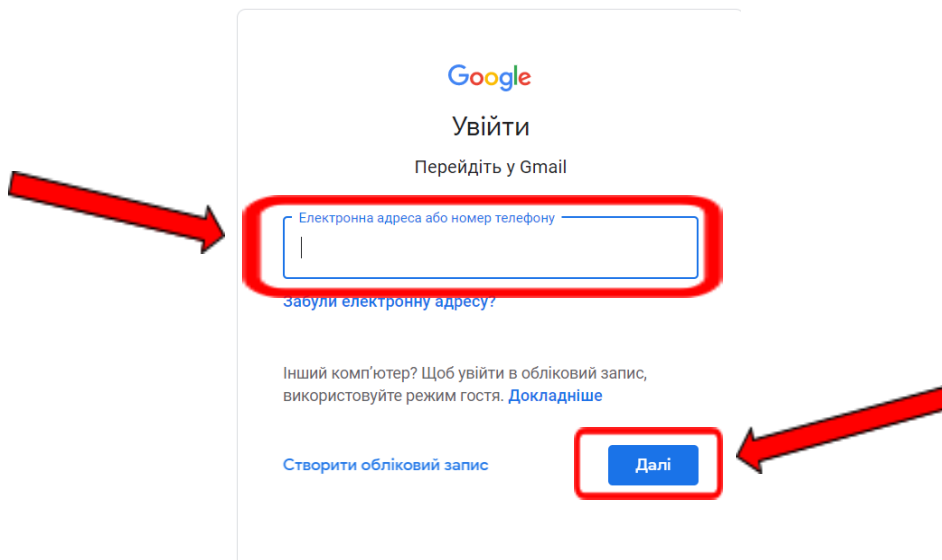 Google
Увійти
Перейдіть у Gmail
Електронна адреса або номер телефону
Забули електронну адресу?
Інший комп’ютер? Щоб увійти в обліковий запис,
використовуйте режим гостя. Докладніше
Створити обліковий запис Далі